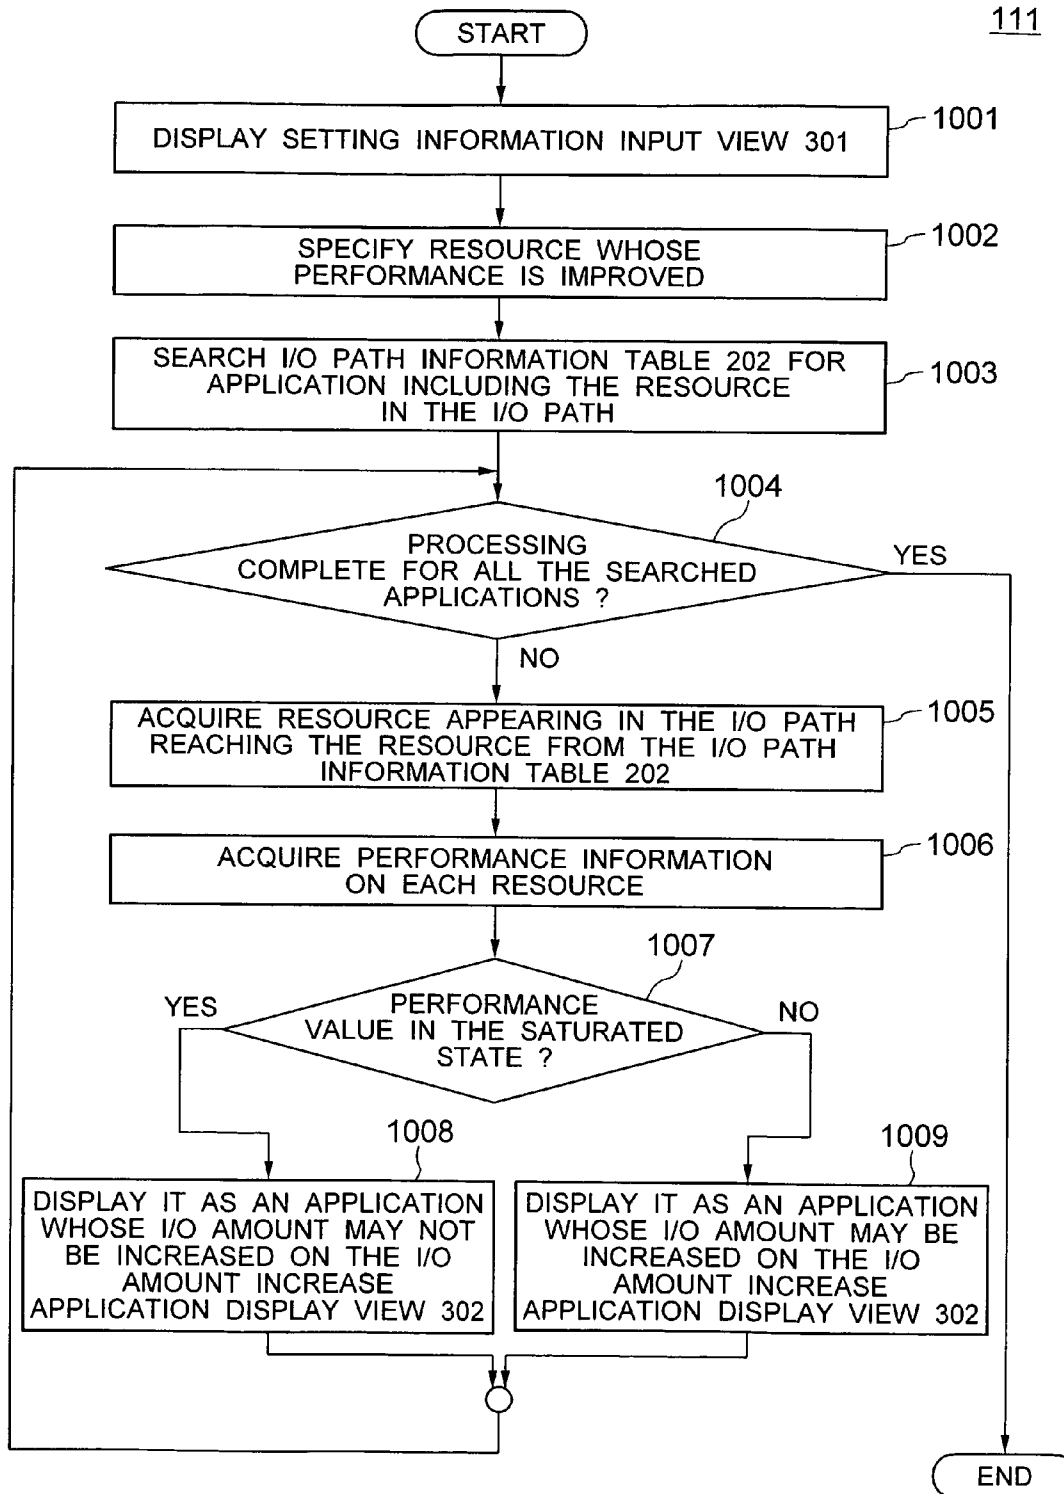 111
START
1001
DISPLAY SETTING INFORMATION INPUT VIEW 301
1002
SPECIFY RESOURCE WHOSE
PERFORMANCE IS IMPROVED
1003
SEARCH I/O PATH INFORMATION TABLE 202 FOR
APPLICATION INCLUDING THE RESOURCE
IN THE I/O PATH
1004
PROCESSING
COMPLETE FOR ALL THE SEARCHED
APPLICATIONS ?
YES
NO
1005
ACQUIRE RESOURCE APPEARING IN THE I/O PATH
REACHING THE RESOURCE FROM THE I/O PATH
INFORMATION TABLE 202
1006
ACQUIRE PERFORMANCE INFORMATION
ON EACH RESOURCE
1007
YES
PERFORMANCE
VALUE IN THE SATURATED
STATE ?
NO
1008
DISPLAY IT AS AN APPLICATION
WHOSE I/O AMOUNT MAY NOT
BE INCREASED ON THE I/O
AMOUNT INCREASE
APPLICATION DISPLAY VIEW 302
1009
DISPLAY IT AS AN APPLICATION
WHOSE I/O AMOUNT MAY BE
INCREASED ON THE I/O
AMOUNT INCREASE
APPLICATION DISPLAY VIEW 302
END